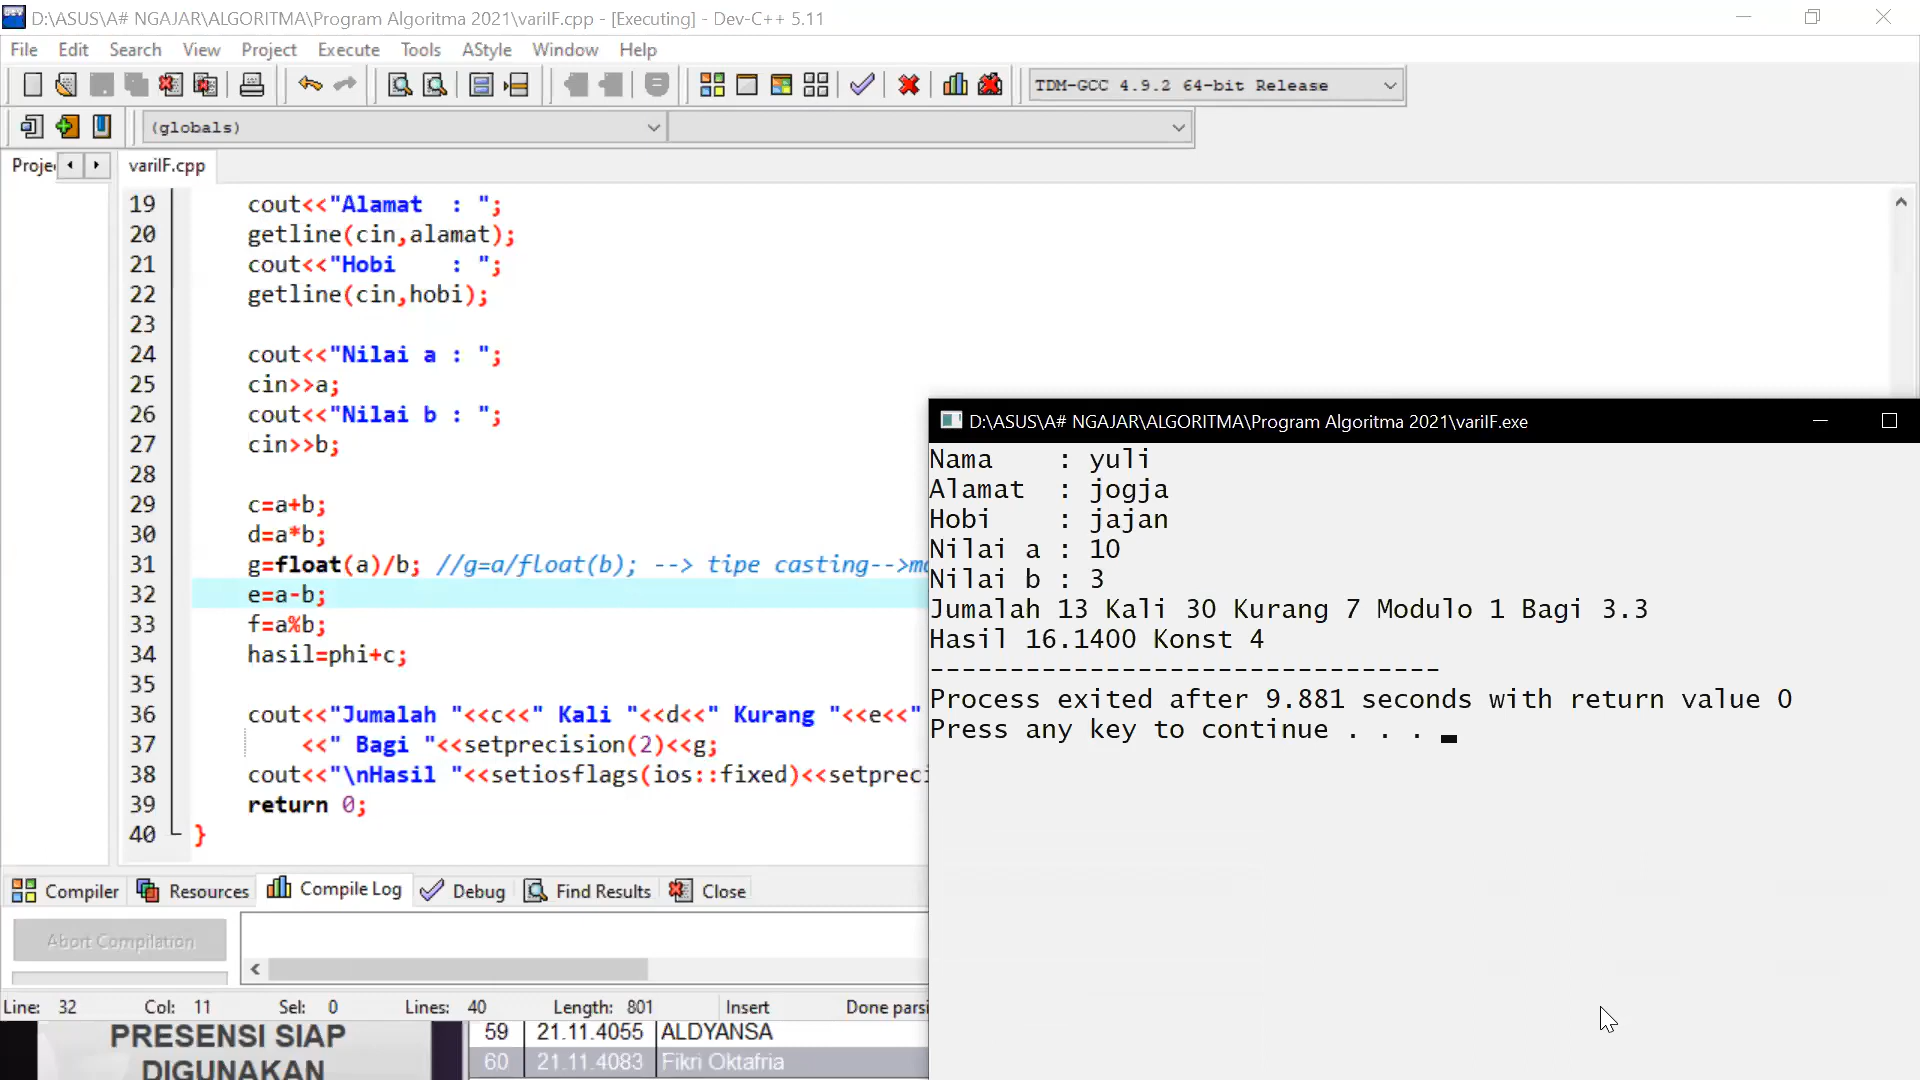 D:\ASUS\A# NGAJAR\ALGORITMA\Program Algoritma 2021\variIF.cpp - [Executing] - Dev-C++ 5.11
File Edit Search View Project Execute Tools AStyle Window Help
TDM-GCC 4.9.2 64-bit Release
(globals)
Proje variIF.cpp
19 cout<<"Alamat  : ";
20 getline(cin,alamat);
21 cout<<"Hobi    : ";
22 getline(cin,hobi);
23
24 cout<<"Nilai a : ";
25 cin>>a;
26 cout<<"Nilai b : ";
27 cin>>b;
28
29 c=a+b;
30 d=a*b;
31 g=float(a)/b; //g=a/float(b); --> tipe casting-->m
32 e=a-b;
33 f=a%b;
34 hasil=phi+c;
35
36 cout<<"Jumalah "<<c<<" Kali "<<d<<" Kurang "<<e<<"
37 <<" Bagi "<<setprecision(2)<<g;
38 cout<<"\nHasil "<<setiosflags(ios::fixed)<<setpreci
39 return 0;
40 }
D:\ASUS\A# NGAJAR\ALGORITMA\Program Algoritma 2021\variIF.exe
Nama    : yuli
Alamat  : jogja
Hobi    : jajan
Nilai a : 10
Nilai b : 3
Jumalah 13 Kali 30 Kurang 7 Modulo 1 Bagi 3.3
Hasil 16.1400 Konst 4
--------------------------------
Process exited after 9.881 seconds with return value 0
Press any key to continue . . .
Compiler Resources Compile Log Debug Find Results Close
Abort Compilation
Line: 32 Col: 11 Sel: 0 Lines: 40 Length: 801 Insert Done parsi
PRESENSI SIAP
DIGUNAKAN
59 21.11.4055 ALDYANSA
60 21.11.4083 Fikri Oktafria